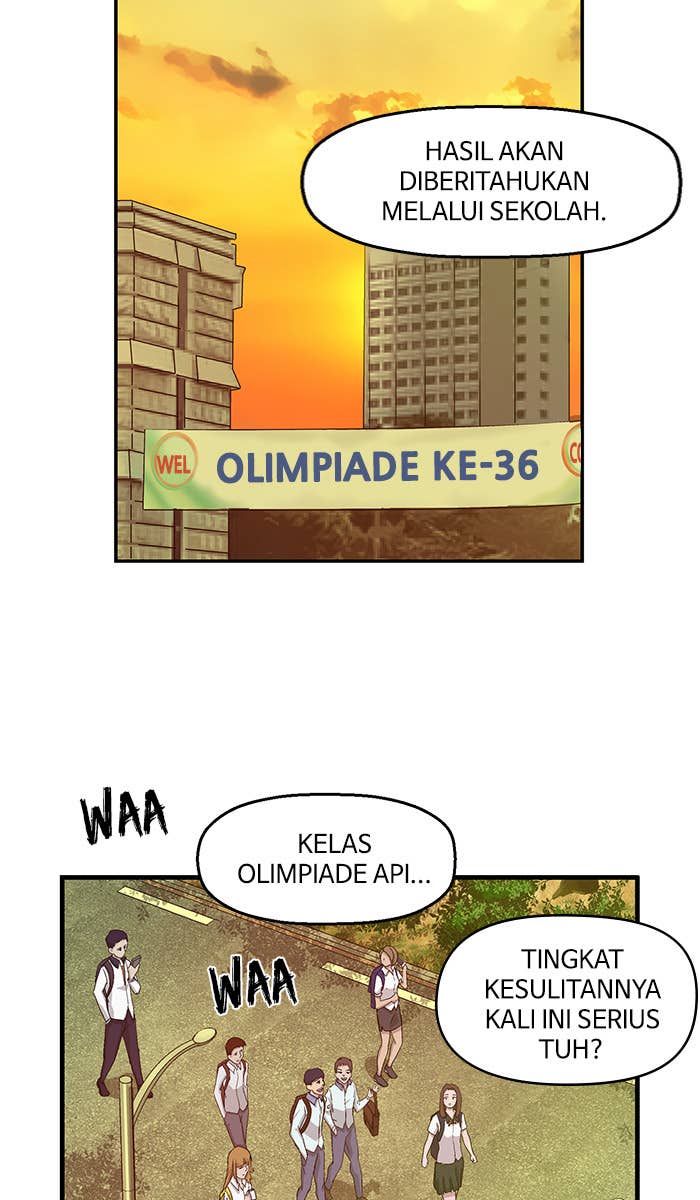 HASIL AKAN
DIBERITAHUKAN
MELALUI SEKOLAH.
WEL OLIMPIADE KE-36 CO
WAA
KELAS
OLIMPIADE API...
WAA
TINGKAT
KESULITANNYA
KALI INI SERIUS
TUH?